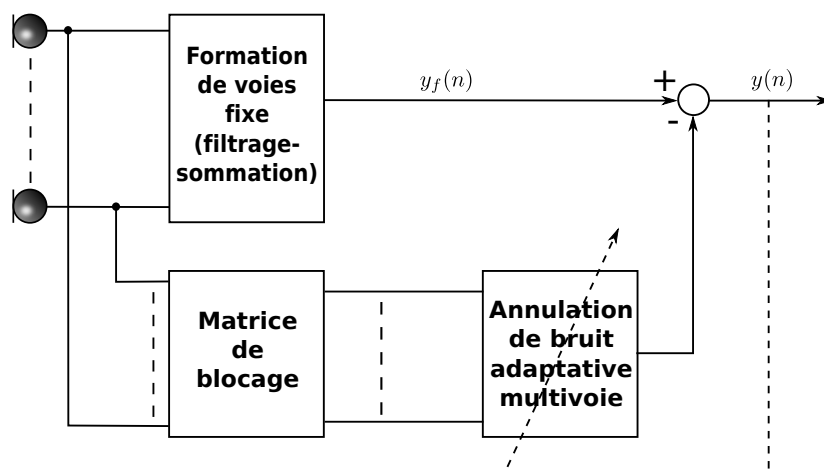 Formation
de voies
fixe
(filtrage-
sommation)
y_f(n)
+
-
y(n)
Matrice
de
blocage
Annulation
de bruit
adaptative
multivoie